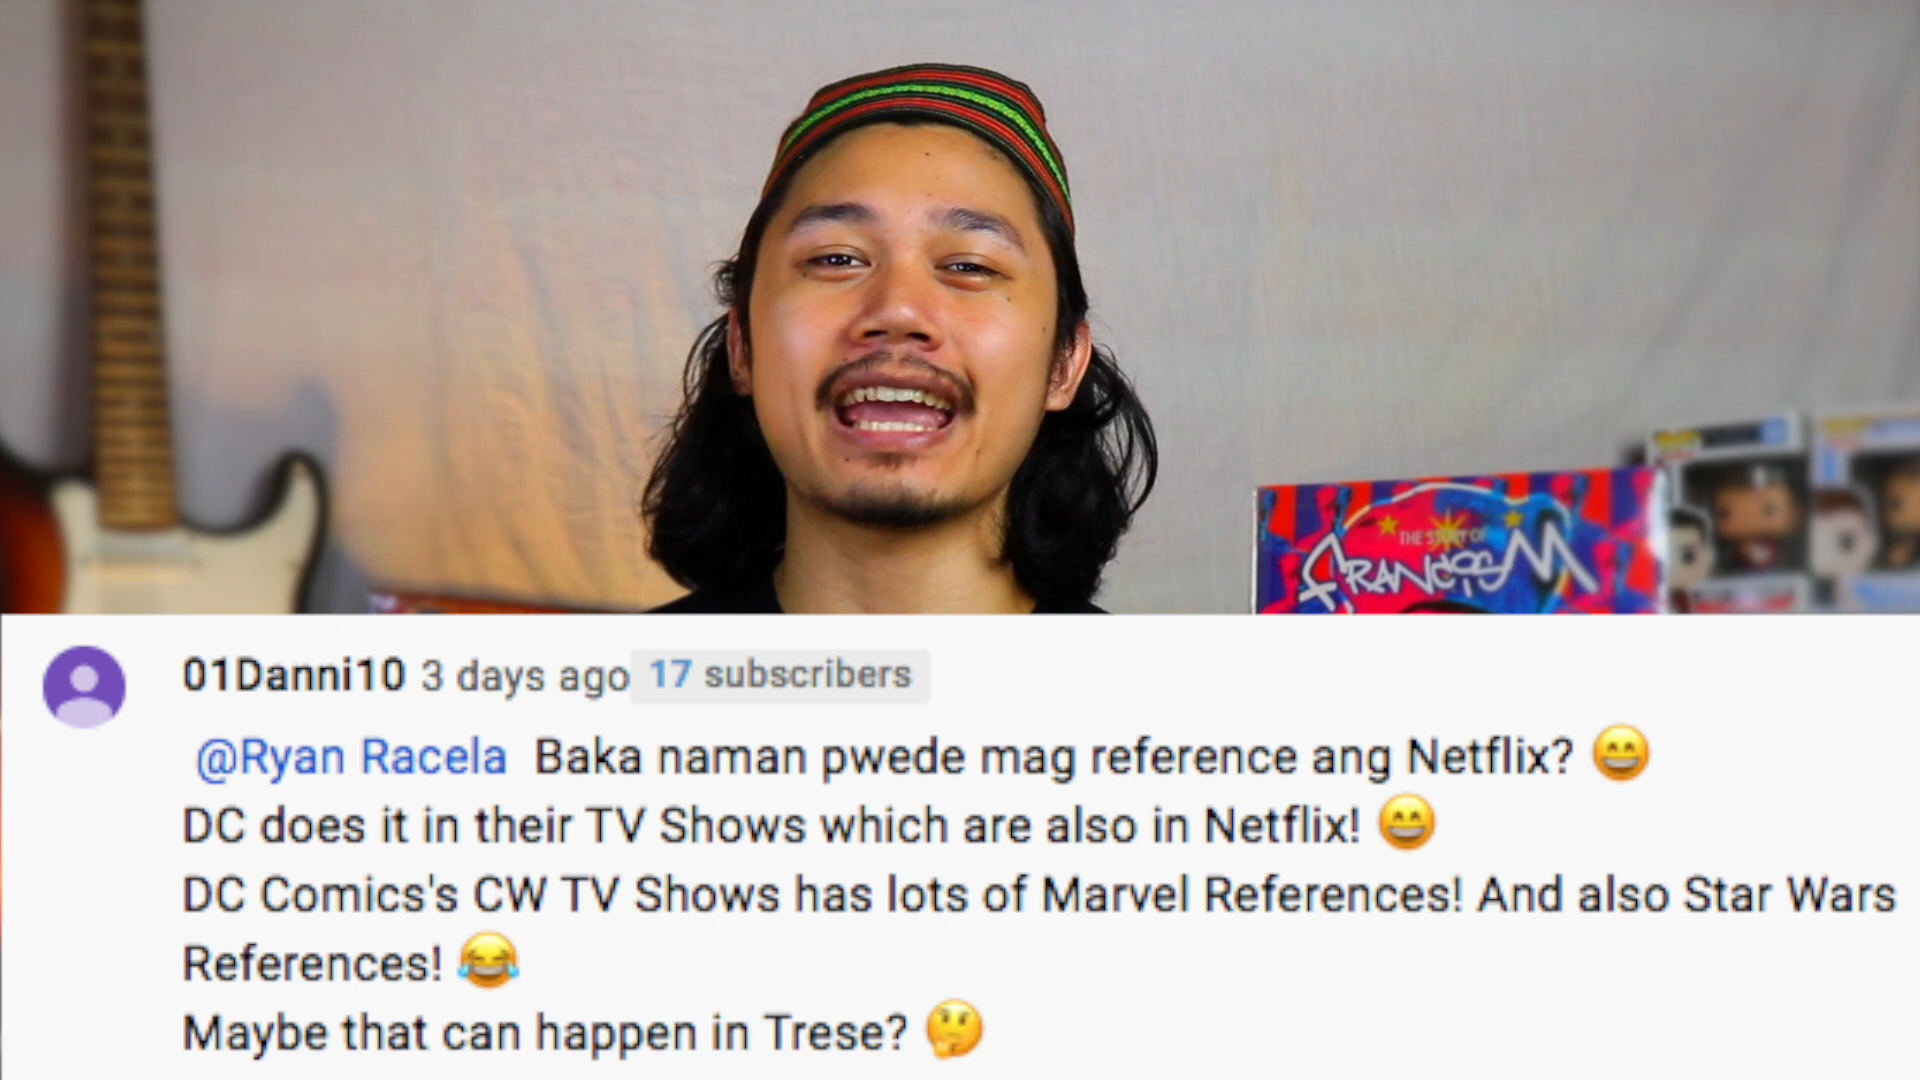 THE STORY OF
FRANCISM
01Danni10 3 days ago 17 subscribers
@Ryan Racela Baka naman pwede mag reference ang Netflix? 😄
DC does it in their TV Shows which are also in Netflix! 😄
DC Comics's CW TV Shows has lots of Marvel References! And also Star Wars
References! 😂
Maybe that can happen in Trese? 🤔